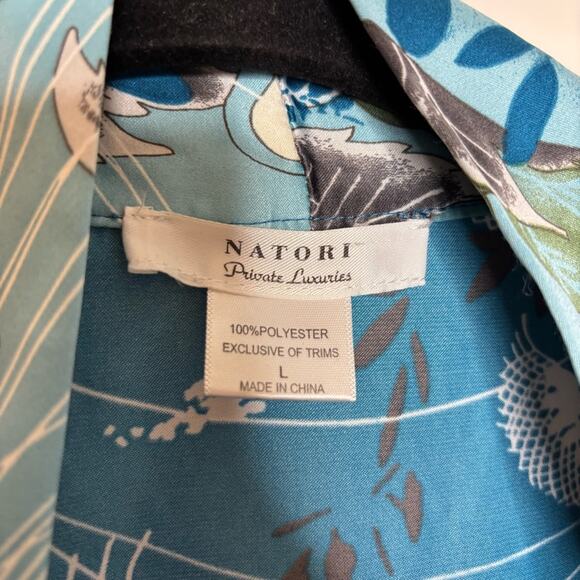 NATORI
Private Luxuries
100%POLYESTER
EXCLUSIVE OF TRIMS
L
MADE IN CHINA